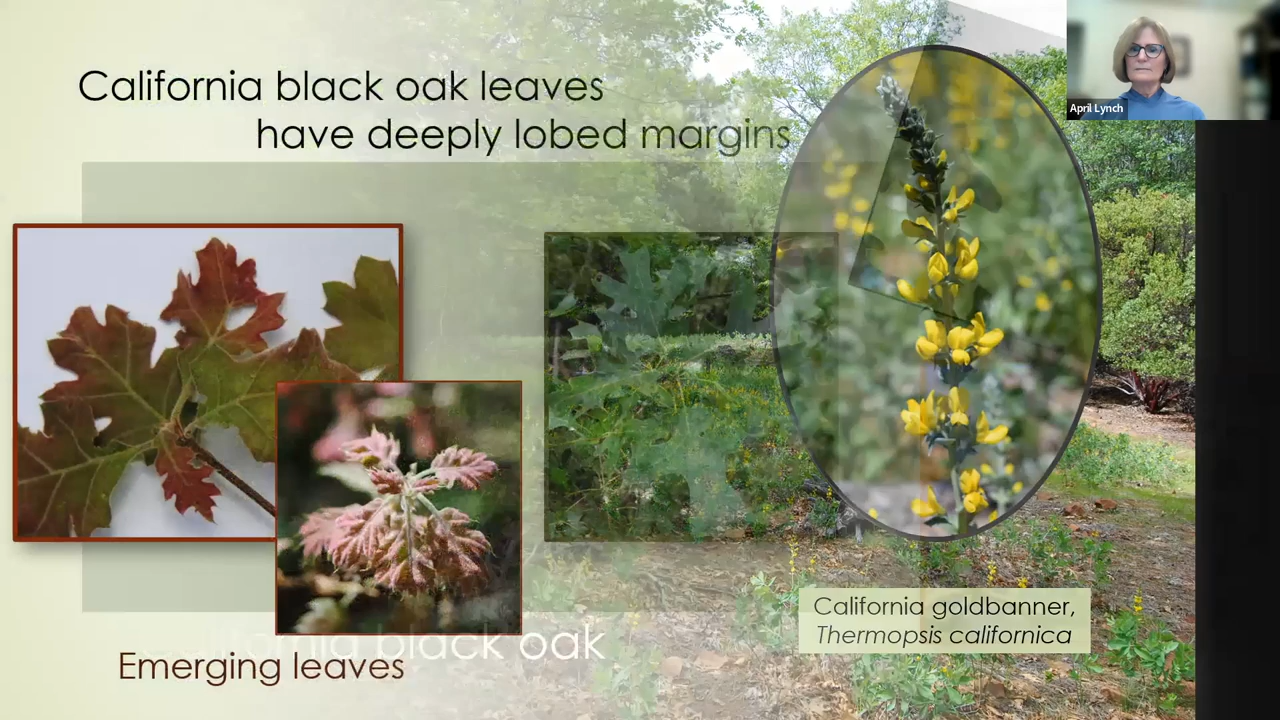 California black oak leaves
have deeply lobed margins
April Lynch
California goldbanner,
Thermopsis californica
California black oak
Emerging leaves